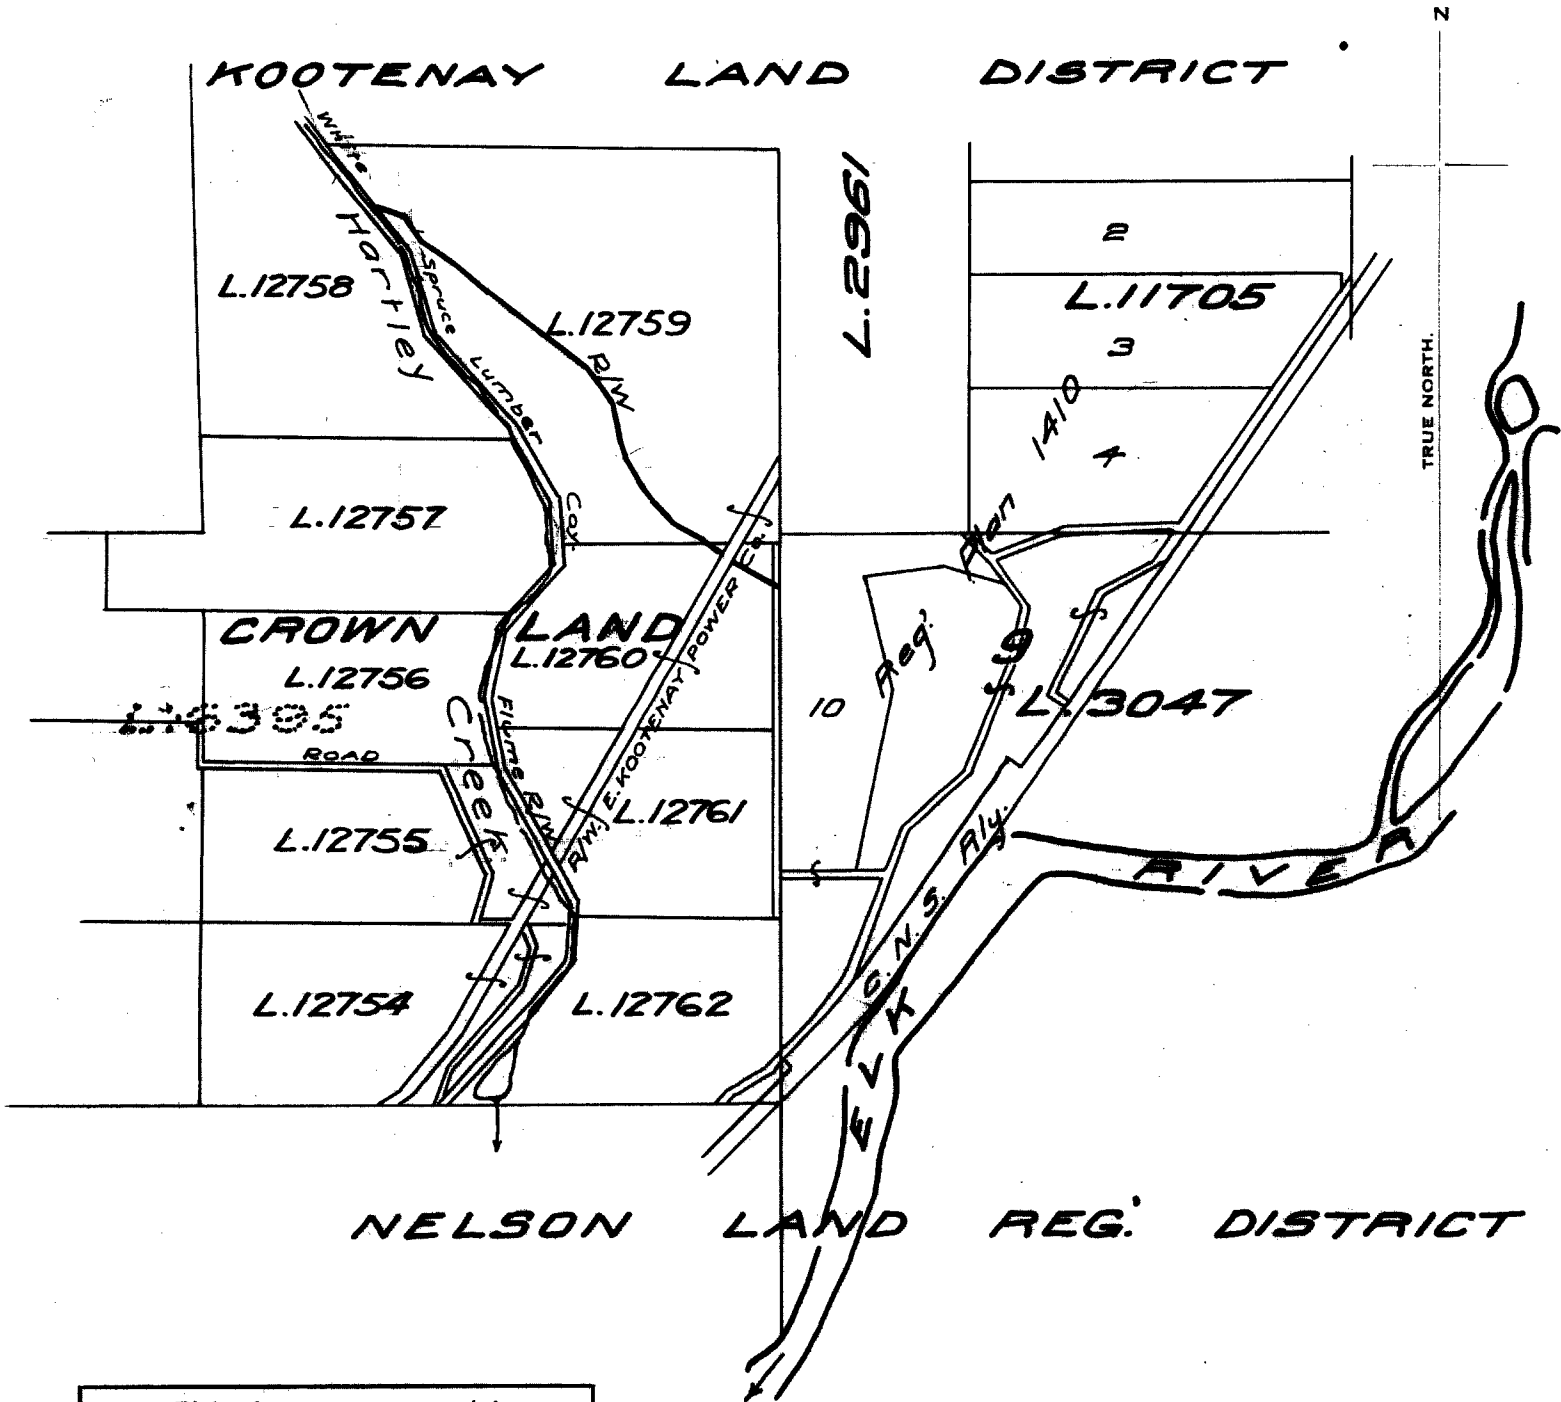 N
KOOTENAY LAND DISTRICT
TRUE NORTH.
White Spruce Lumber Coy. Flume R/W
Hartley Creek
L.12758
L.12759
R/W
L.2961
2
L.11705
3
4
Reg'. Plan 1410
L.12757
CROWN LAND
L.12760
L.12756
L.6395
ROAD
R/W. E. KOOTENAY POWER Co.
9
10
L.3047
L.12755
L.12761
C.N.S. Rly.
ELK RIVER
L.12754
L.12762
NELSON LAND REG. DISTRICT